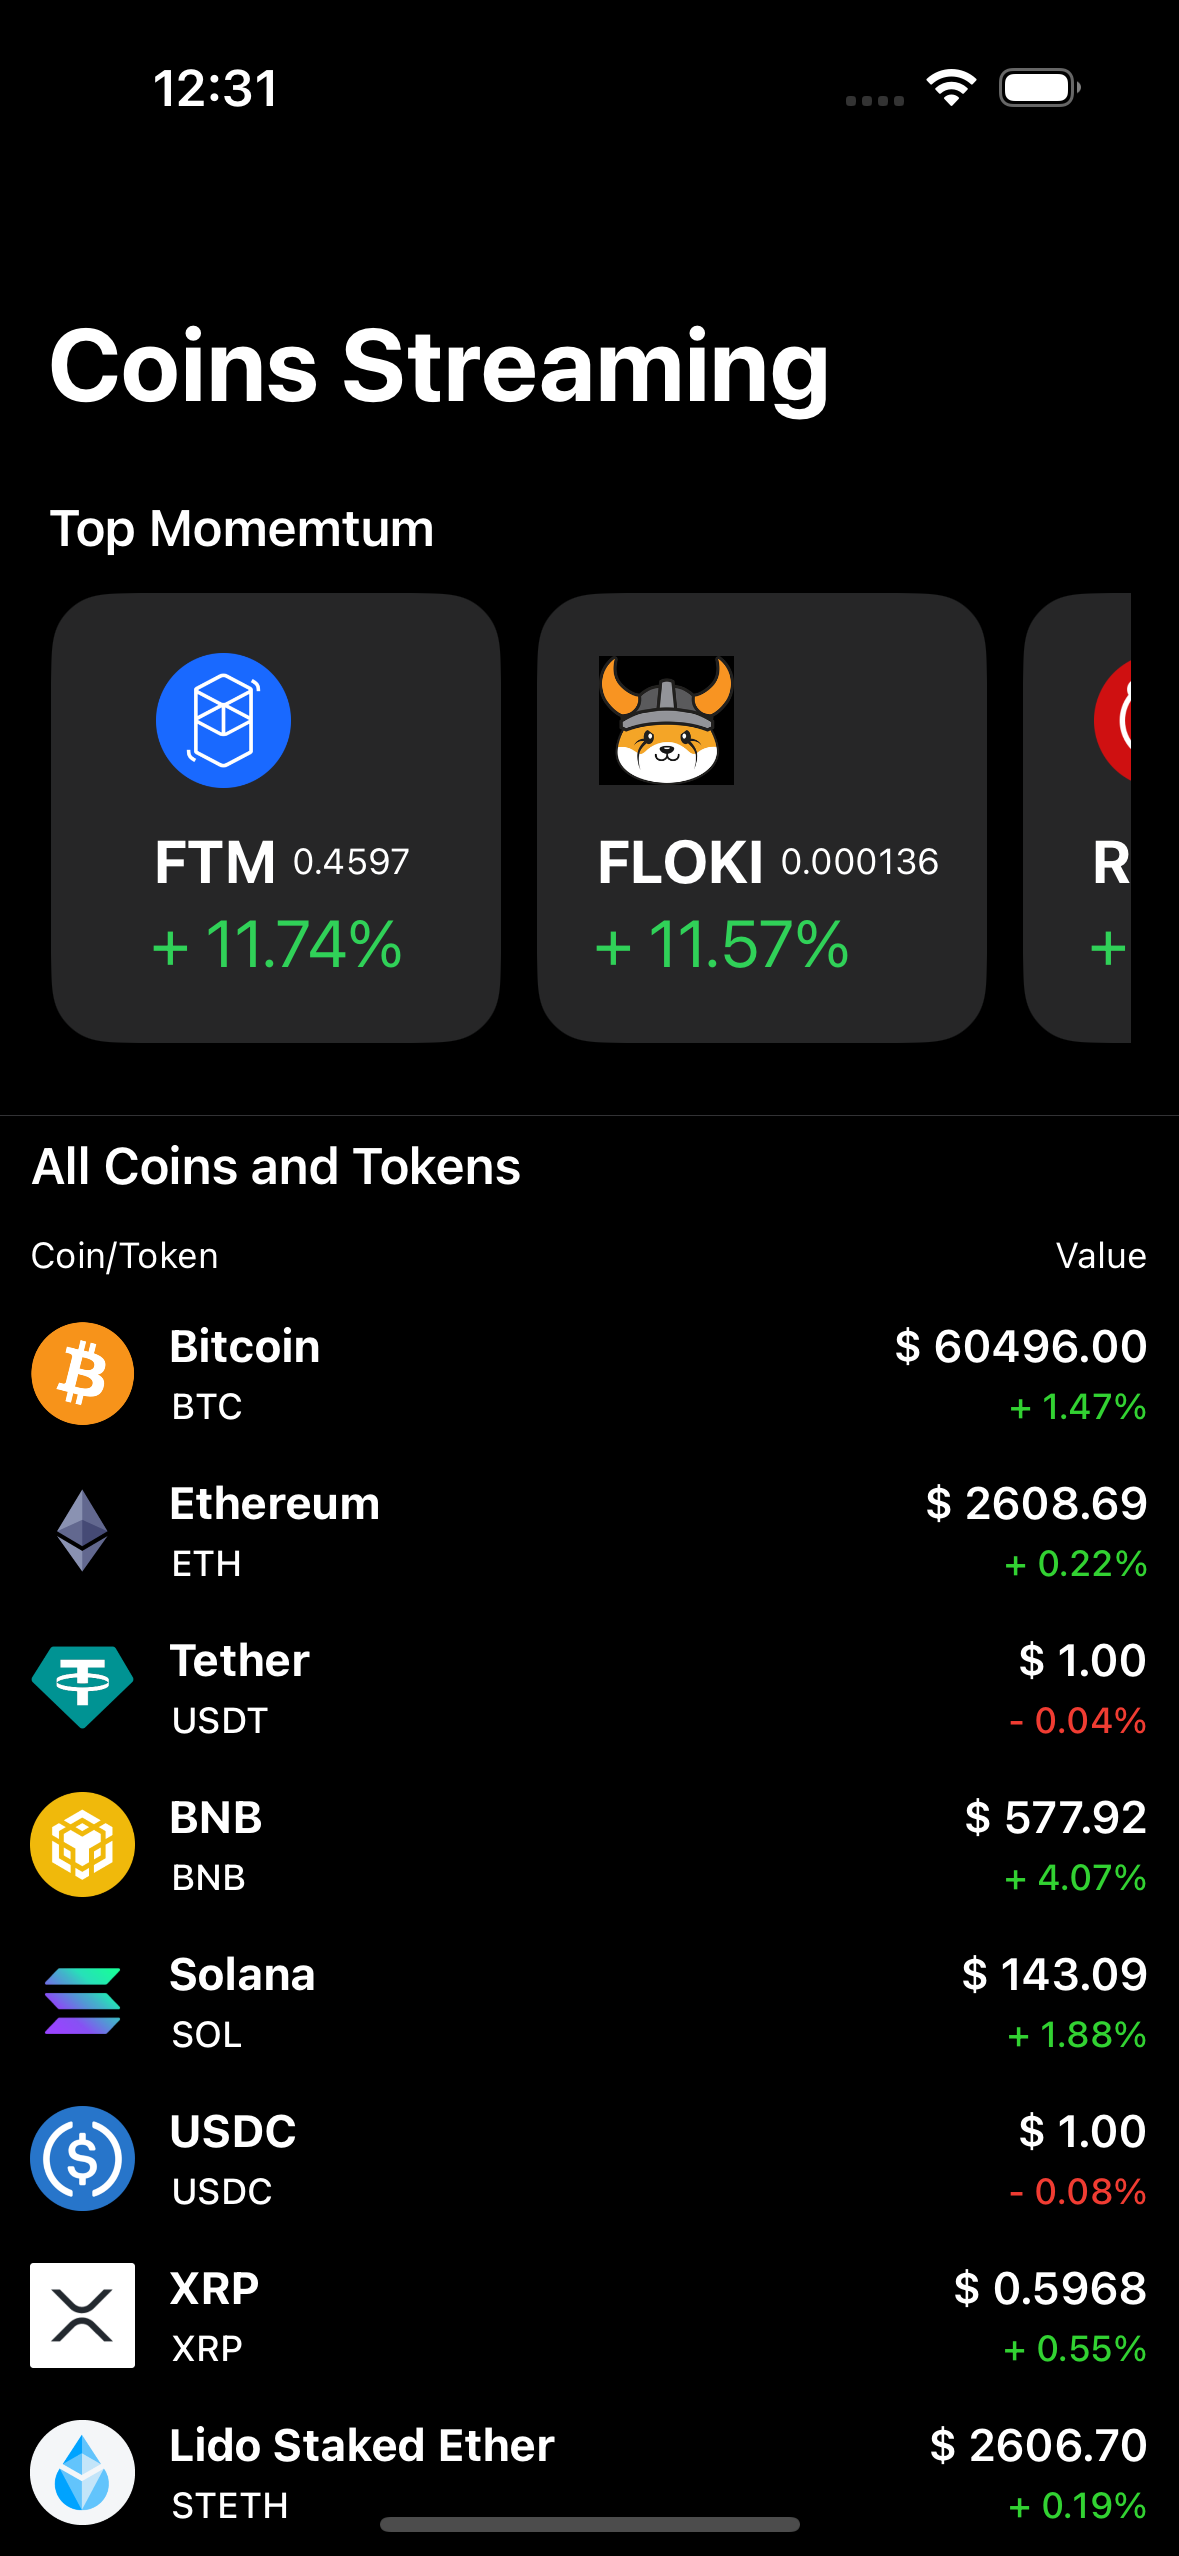 12:31
Coins Streaming
Top Momemtum
FTM 0.4597
+ 11.74%
FLOKI 0.000136
+ 11.57%
R
+
All Coins and Tokens
Coin/Token Value
Bitcoin $ 60496.00
BTC + 1.47%
Ethereum $ 2608.69
ETH + 0.22%
Tether $ 1.00
USDT - 0.04%
BNB $ 577.92
BNB + 4.07%
Solana $ 143.09
SOL + 1.88%
USDC $ 1.00
USDC - 0.08%
XRP $ 0.5968
XRP + 0.55%
Lido Staked Ether $ 2606.70
STETH + 0.19%